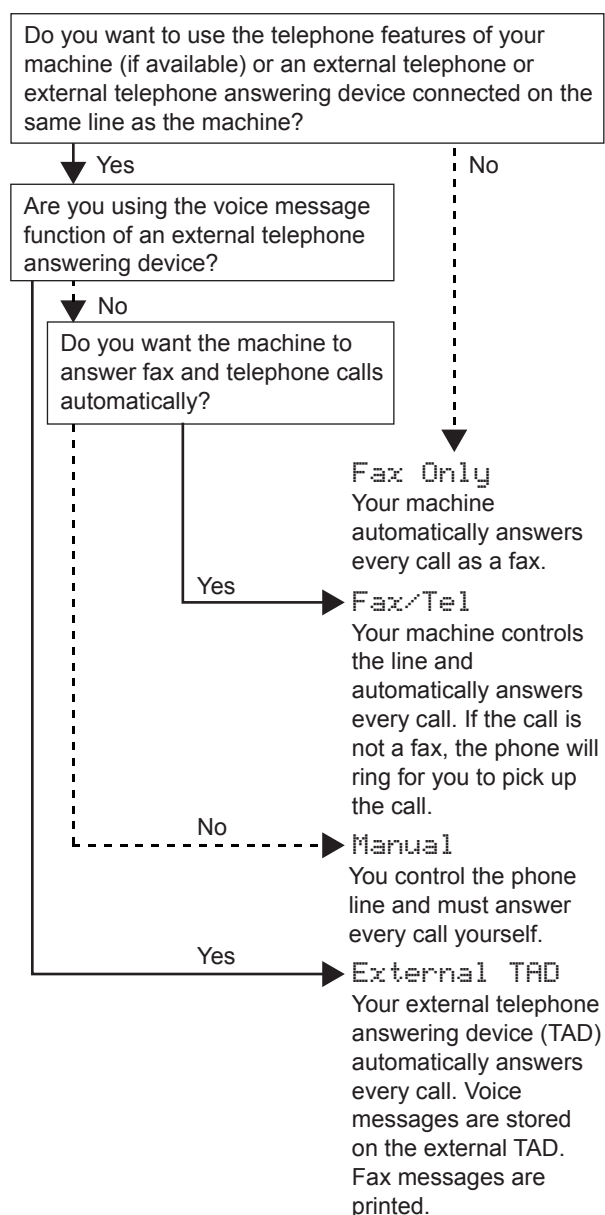 Do you want to use the telephone features of your
machine (if available) or an external telephone or
external telephone answering device connected on the
same line as the machine?
Yes
No
Are you using the voice message
function of an external telephone
answering device?
No
Do you want the machine to
answer fax and telephone calls
automatically?
Fax Only
Your machine
automatically answers
every call as a fax.
Yes
Fax/Tel
Your machine controls
the line and
automatically answers
every call. If the call is
not a fax, the phone will
ring for you to pick up
the call.
No
Manual
You control the phone
line and must answer
every call yourself.
Yes
External TAD
Your external telephone
answering device (TAD)
automatically answers
every call. Voice
messages are stored
on the external TAD.
Fax messages are
printed.